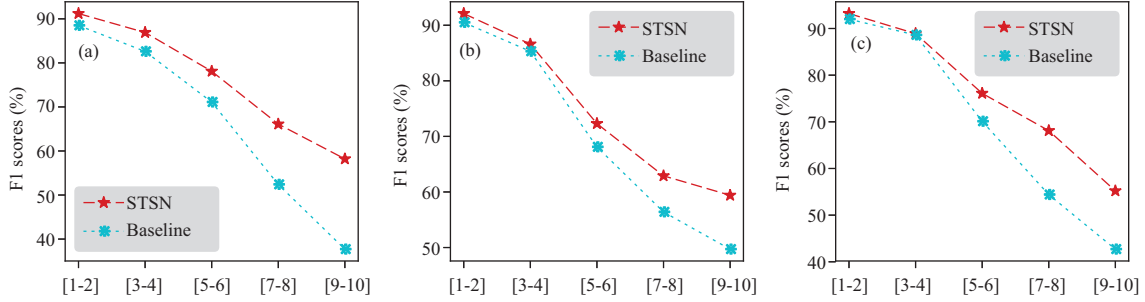 F1 scores (%)
90
80
70
60
50
40
(a)
STSN
Baseline
[1-2]
[3-4]
[5-6]
[7-8]
[9-10]
F1 scores (%)
90
80
70
60
50
(b)
STSN
Baseline
[1-2]
[3-4]
[5-6]
[7-8]
[9-10]
F1 scores (%)
90
80
70
60
50
40
(c)
STSN
Baseline
[1-2]
[3-4]
[5-6]
[7-8]
[9-10]